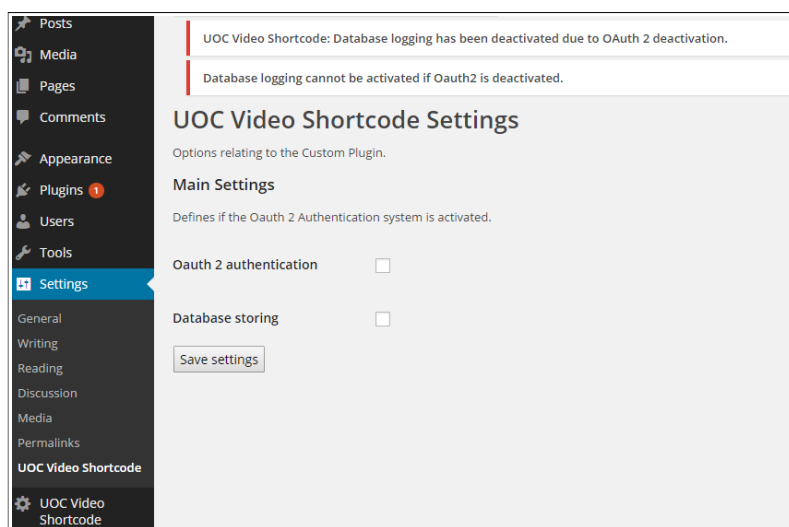 Posts
Media
Pages
Comments
Appearance
Plugins 1
Users
Tools
Settings
General
Writing
Reading
Discussion
Media
Permalinks
UOC Video Shortcode
UOC Video
Shortcode
UOC Video Shortcode: Database logging has been deactivated due to OAuth 2 deactivation.
Database logging cannot be activated if Oauth2 is deactivated.
UOC Video Shortcode Settings
Options relating to the Custom Plugin.
Main Settings
Defines if the Oauth 2 Authentication system is activated.
Oauth 2 authentication
Database storing
Save settings